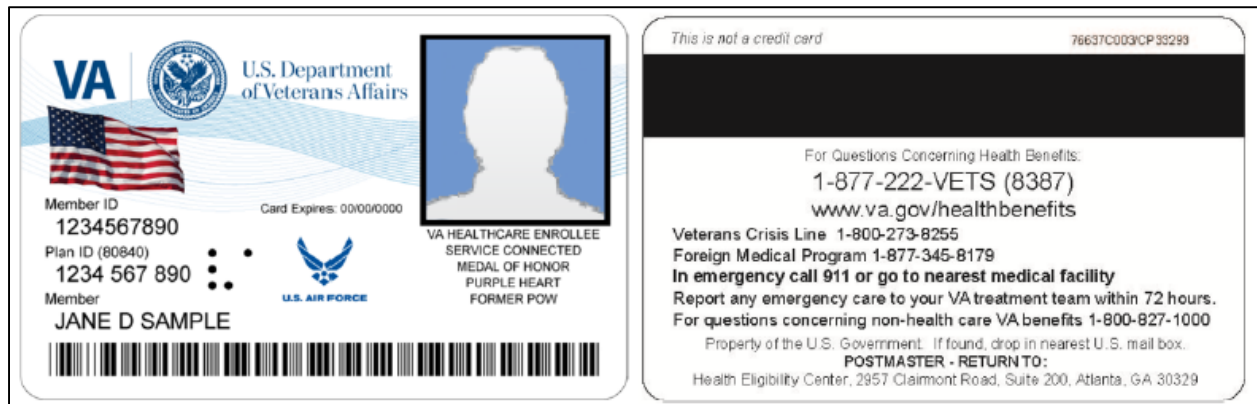 VA
U.S. Department
of Veterans Affairs
Member ID
1234567890
Card Expires: 00/00/0000
Plan ID (80840)
1234 567 890
U.S. AIR FORCE
Member
JANE D SAMPLE
VA HEALTHCARE ENROLLEE
SERVICE CONNECTED
MEDAL OF HONOR
PURPLE HEART
FORMER POW
This is not a credit card
76637C003/CP33293
For Questions Concerning Health Benefits:
1-877-222-VETS (8387)
www.va.gov/healthbenefits
Veterans Crisis Line 1-800-273-8255
Foreign Medical Program 1-877-345-8179
In emergency call 911 or go to nearest medical facility
Report any emergency care to your VA treatment team within 72 hours.
For questions concerning non-health care VA benefits 1-800-827-1000
Property of the U.S. Government. If found, drop in nearest U.S. mail box.
POSTMASTER - RETURN TO:
Health Eligibility Center, 2957 Clairmont Road, Suite 200, Atlanta, GA 30329